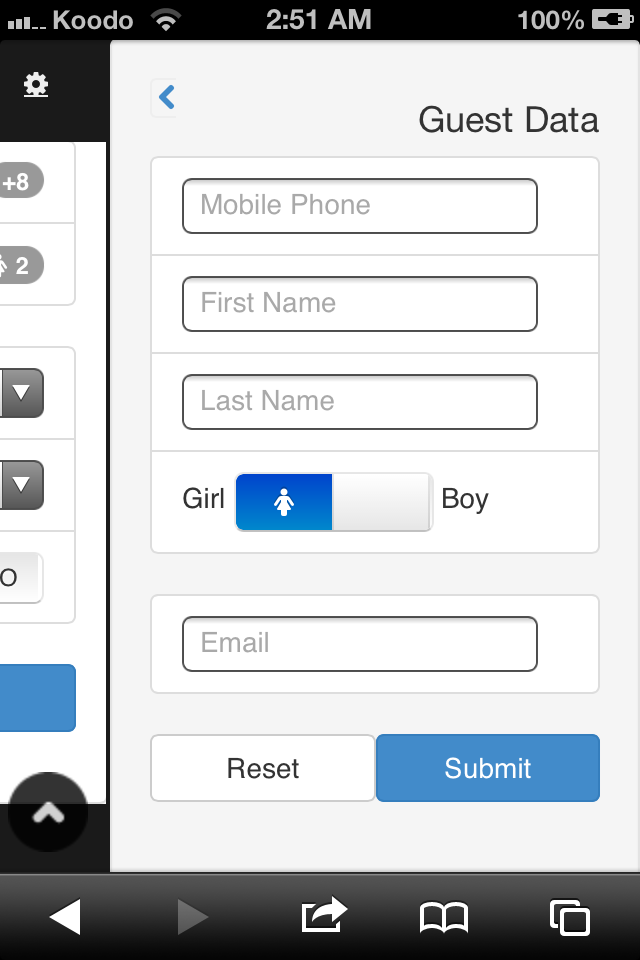 Koodo 2:51 AM 100%
Guest Data
+8
2
Mobile Phone
First Name
Last Name
Girl Boy
O
Email
Reset Submit